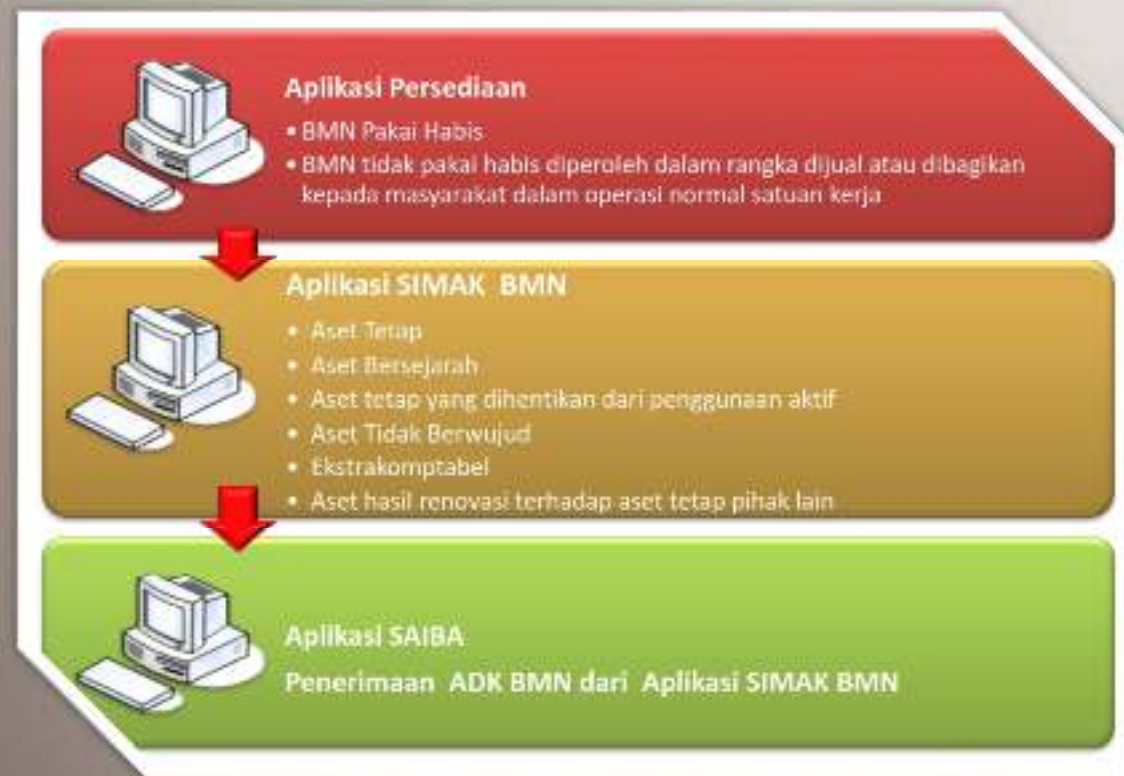 Aplikasi Persediaan
• BMN Pakai Habis
• BMN tidak pakai habis diperoleh dalam rangka dijual atau dibagikan
kepada masyarakat dalam operasi normal satuan kerja
Aplikasi SIMAK BMN
• Aset Tetap
• Aset Bersejarah
• Aset tetap yang dihentikan dari penggunaan aktif
• Aset Tidak Berwujud
• Ekstrakomptabel
• Aset hasil renovasi terhadap aset tetap pihak lain
Aplikasi SAIBA
Penerimaan ADK BMN dari Aplikasi SIMAK BMN